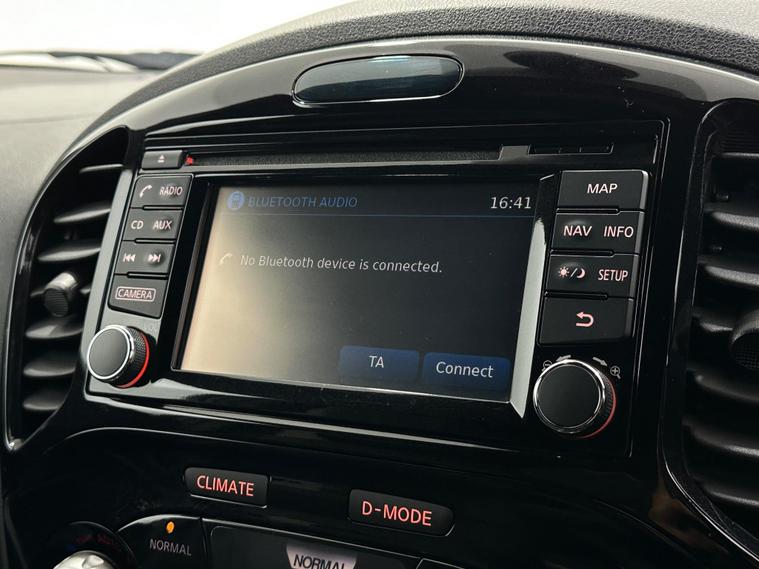 RADIO
CD AUX
CAMERA
VOL
BLUETOOTH AUDIO 16:41
No Bluetooth device is connected.
TA Connect
MAP
NAV INFO
SETUP
CLIMATE
D-MODE
NORMAL
NORMAL